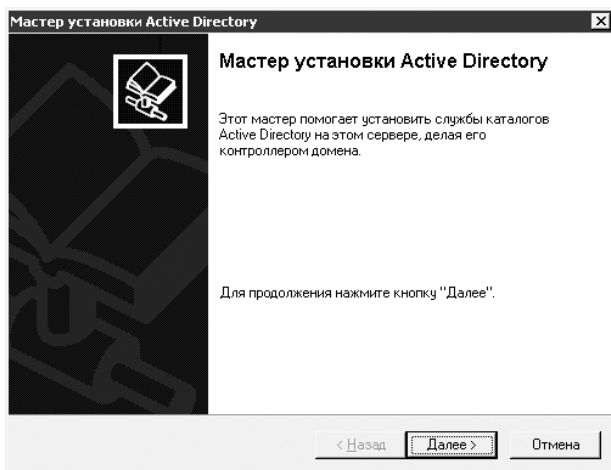 Мастер установки Active Directory
Мастер установки Active Directory
Этот мастер помогает установить службы каталогов
Active Directory на этом сервере, делая его
контроллером домена.
Для продолжения нажмите кнопку "Далее".
< Назад
Далее >
Отмена